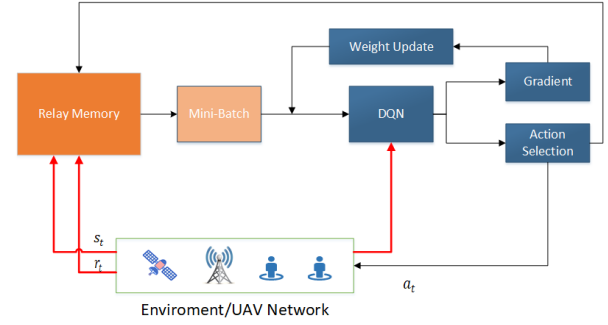 Weight Update
Relay Memory
Mini-Batch
DQN
Gradient
Action
Selection
s_t
r_t
a_t
Enviroment/UAV Network